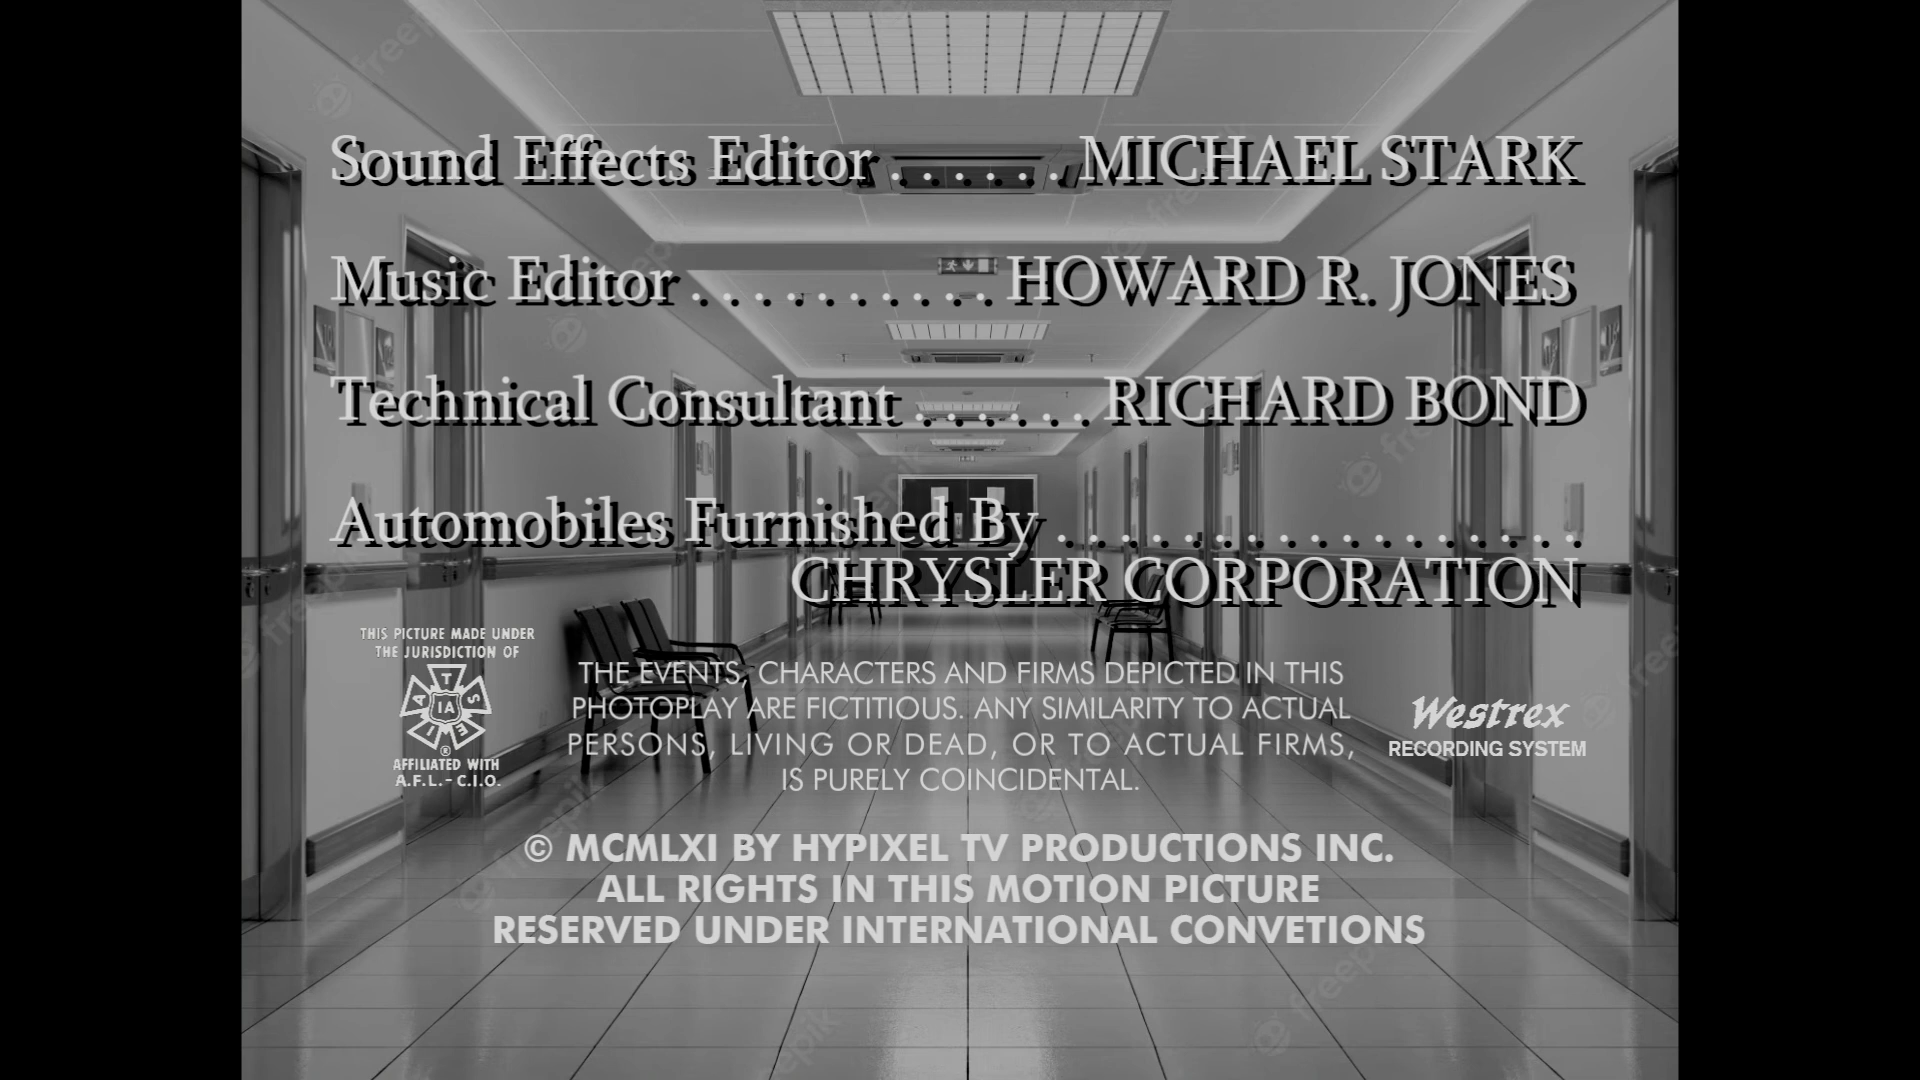 Sound Effects Editor . . . . . . MICHAEL STARK
Music Editor . . . . . . . . . . HOWARD R. JONES
Technical Consultant . . . . . . RICHARD BOND
Automobiles Furnished By . . . . . . . . . . . . . . . . .
CHRYSLER CORPORATION
THIS PICTURE MADE UNDER
THE JURISDICTION OF
I A T S E
IA
®
AFFILIATED WITH
A.F.L.-C.I.O.
THE EVENTS, CHARACTERS AND FIRMS DEPICTED IN THIS
PHOTOPLAY ARE FICTITIOUS. ANY SIMILARITY TO ACTUAL
PERSONS, LIVING OR DEAD, OR TO ACTUAL FIRMS,
IS PURELY COINCIDENTAL.
Westrex
RECORDING SYSTEM
© MCMLXI BY HYPIXEL TV PRODUCTIONS INC.
ALL RIGHTS IN THIS MOTION PICTURE
RESERVED UNDER INTERNATIONAL CONVETIONS
freepik